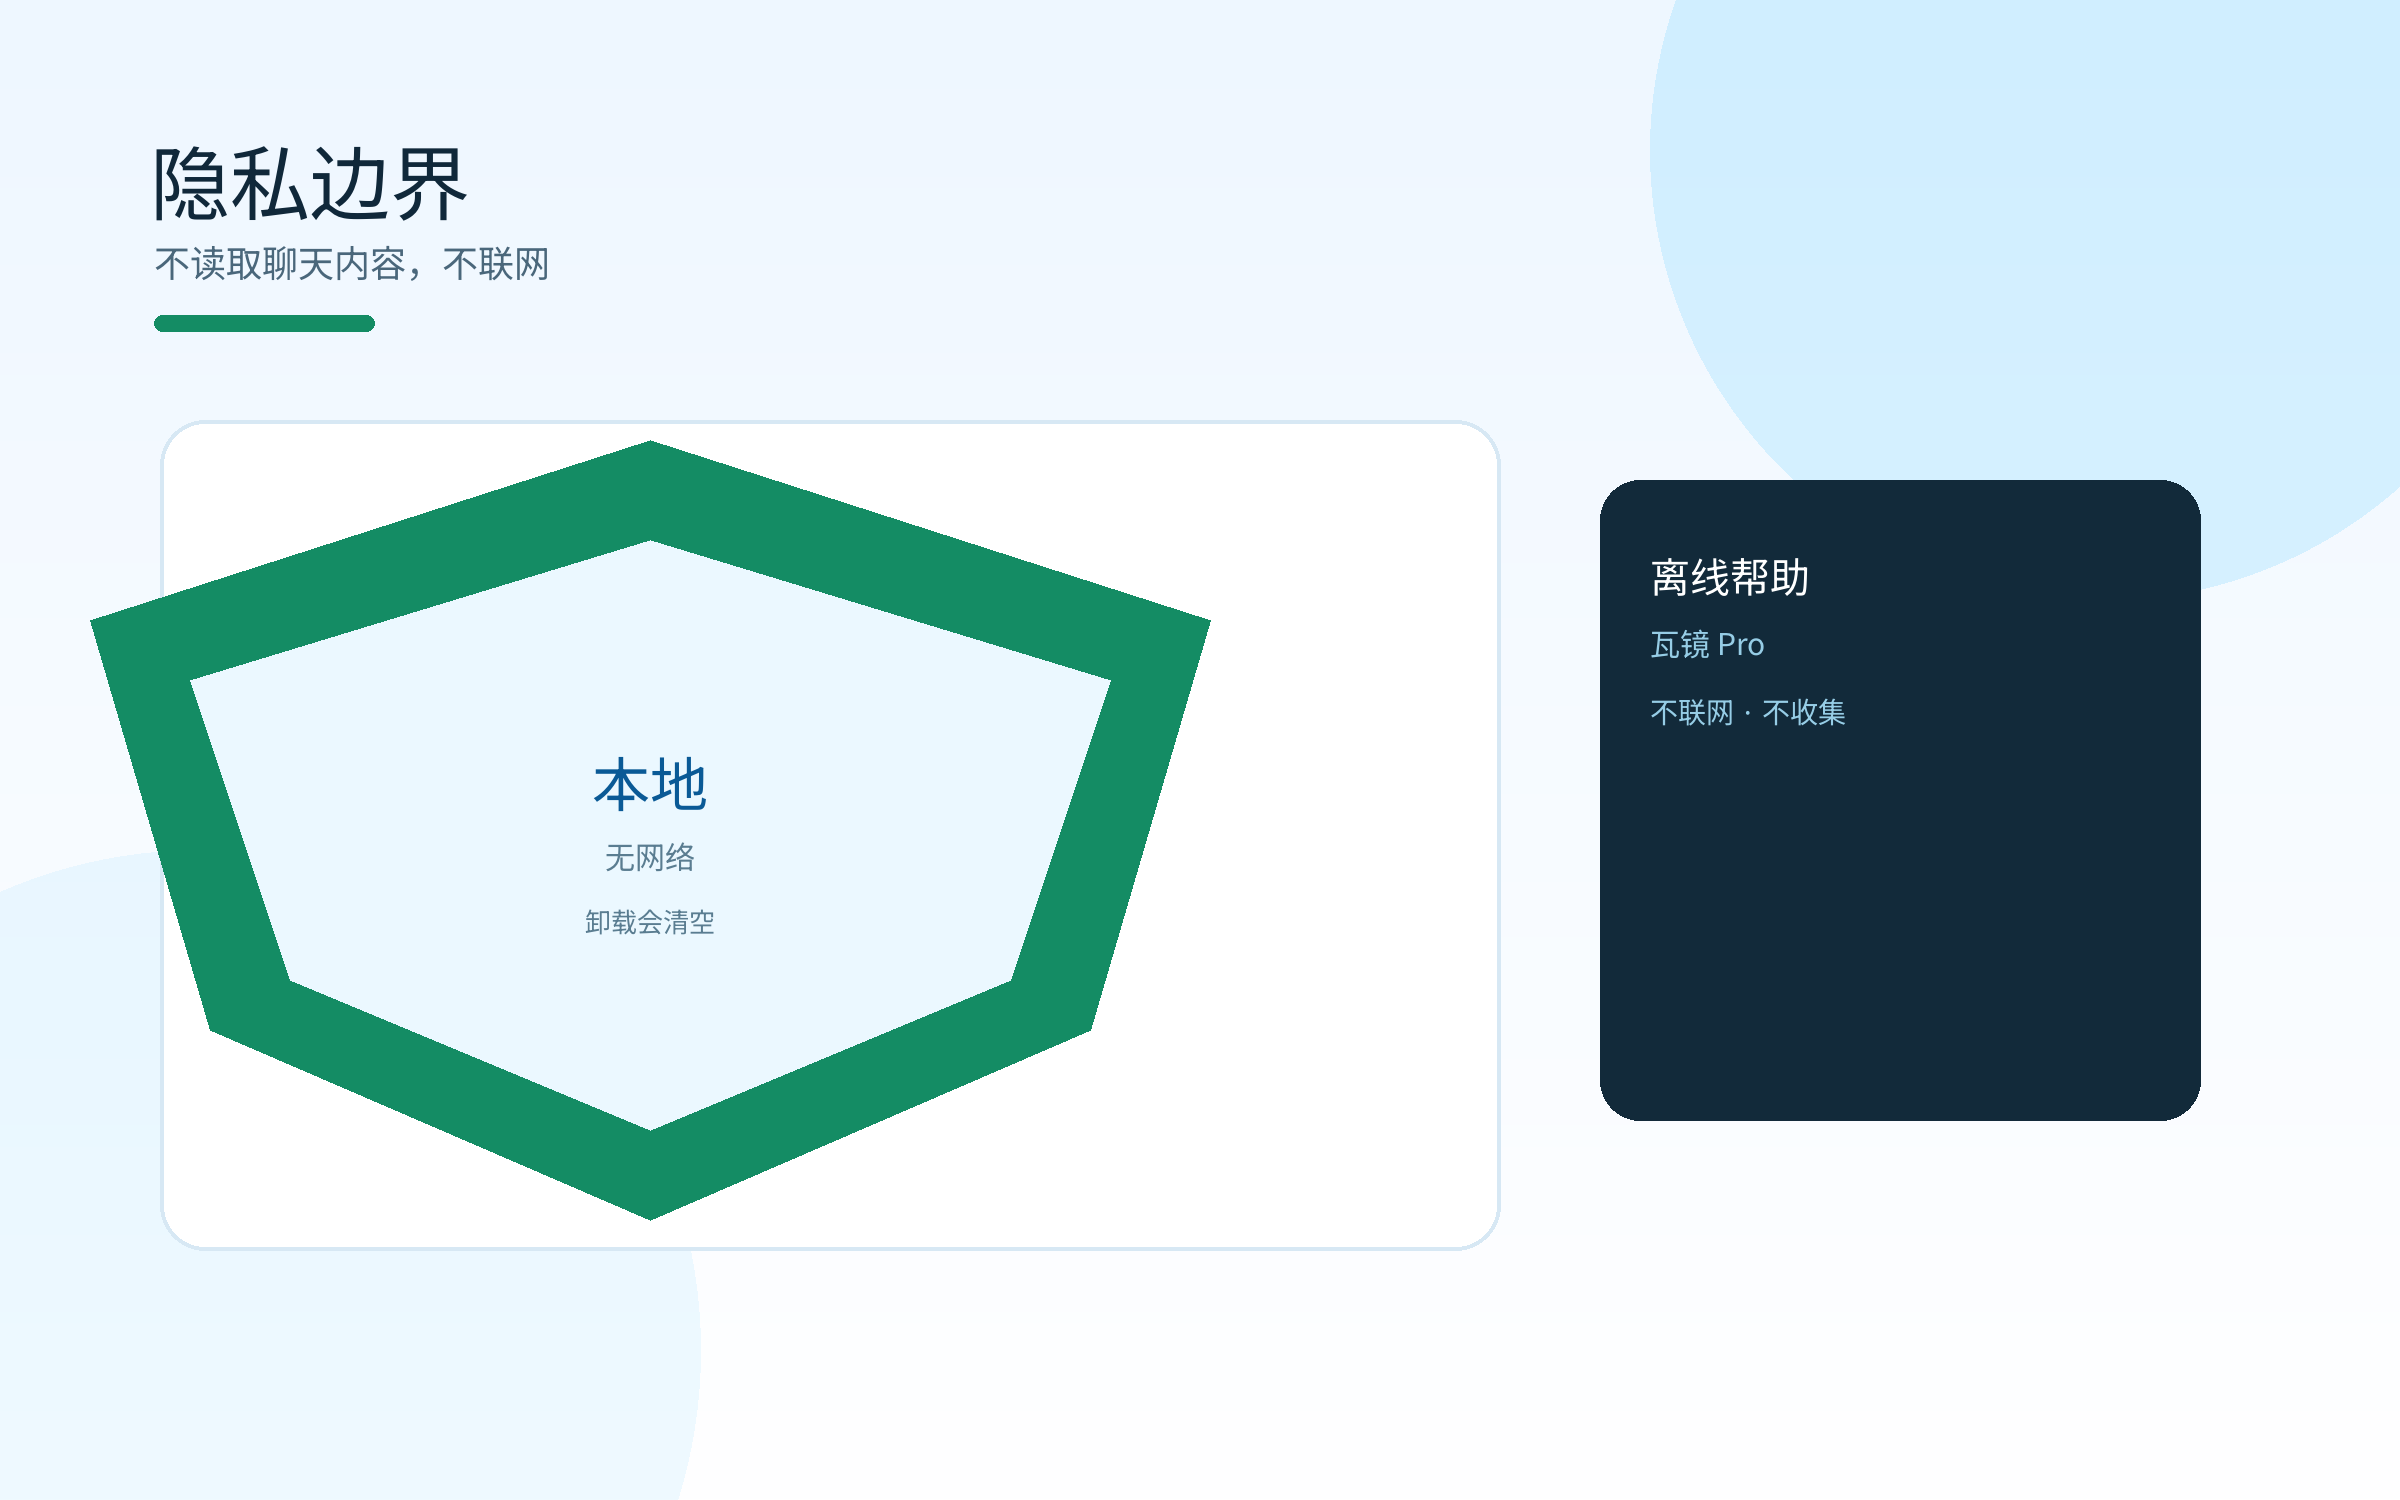 隐私边界
不读取聊天内容，不联网
本地
无网络
卸载会清空
离线帮助
瓦镜 Pro
不联网 · 不收集